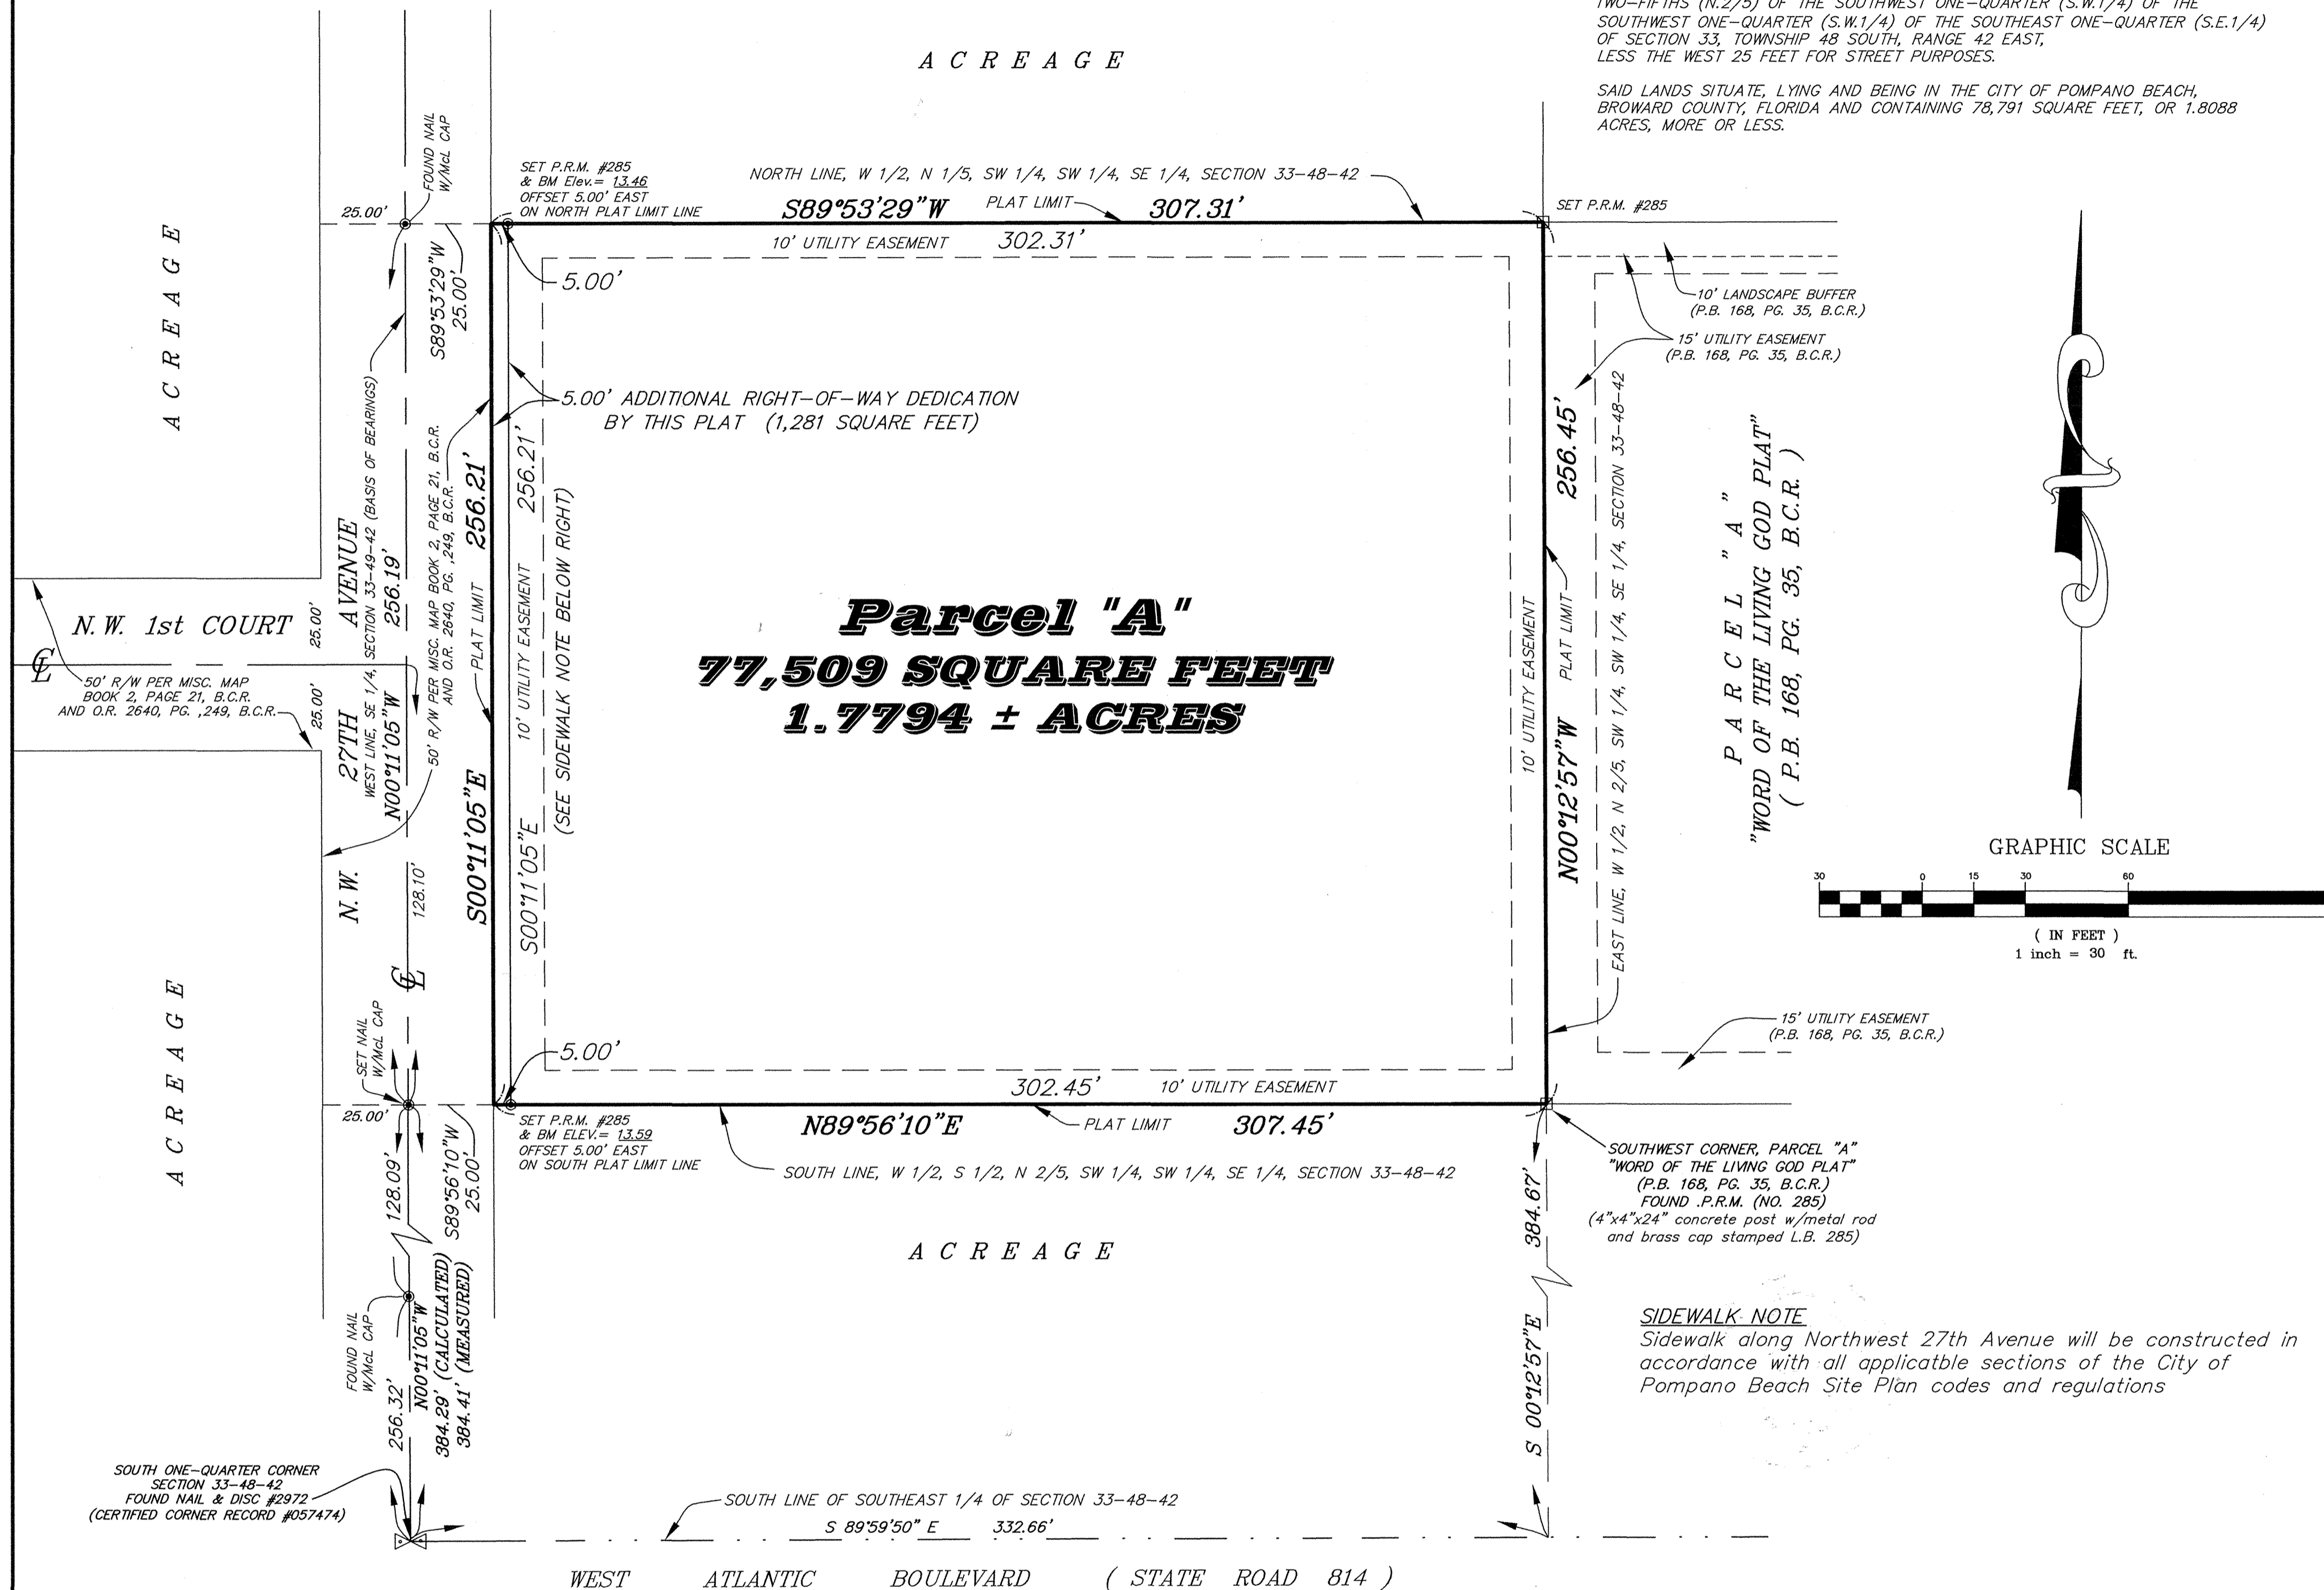 TWO-FIFTHS (N.2/5) OF THE SOUTHWEST ONE-QUARTER (S.W.1/4) OF THE
SOUTHWEST ONE-QUARTER (S.W.1/4) OF THE SOUTHEAST ONE-QUARTER (S.E.1/4)
OF SECTION 33, TOWNSHIP 48 SOUTH, RANGE 42 EAST,
LESS THE WEST 25 FEET FOR STREET PURPOSES.
SAID LANDS SITUATE, LYING AND BEING IN THE CITY OF POMPANO BEACH,
BROWARD COUNTY, FLORIDA AND CONTAINING 78,791 SQUARE FEET, OR 1.8088
ACRES, MORE OR LESS.
ACREAGE
FOUND NAIL
W/McL CAP
25.00'
SET P.R.M. #285
& BM Elev.= 13.46
OFFSET 5.00' EAST
ON NORTH PLAT LIMIT LINE
NORTH LINE, W 1/2, N 1/5, SW 1/4, SW 1/4, SE 1/4, SECTION 33-48-42
S89°53'29"W
PLAT LIMIT
307.31'
SET P.R.M. #285
10' UTILITY EASEMENT
302.31'
S89°53'29"W
25.00'
5.00'
10' LANDSCAPE BUFFER
(P.B. 168, PG. 35, B.C.R.)
15' UTILITY EASEMENT
(P.B. 168, PG. 35, B.C.R.)
ACREAGE
5.00' ADDITIONAL RIGHT-OF-WAY DEDICATION
BY THIS PLAT (1,281 SQUARE FEET)
N.W. 27TH AVENUE
WEST LINE, SE 1/4, SECTION 33-49-42 (BASIS OF BEARINGS)
N00°11'05"W 256.19'
50' R/W PER MISC. MAP BOOK 2, PAGE 21, B.C.R.
AND O.R. 2640, PG. ,249, B.C.R.
S00°11'05"E PLAT LIMIT 256.21'
S00°11'05"E 10' UTILITY EASEMENT 256.21'
(SEE SIDEWALK NOTE BELOW RIGHT)
N.W. 1st COURT
25.00'
25.00'
℄
50' R/W PER MISC. MAP
BOOK 2, PAGE 21, B.C.R.
AND O.R. 2640, PG. ,249, B.C.R.
Parcel "A"
77,509 SQUARE FEET
1.7794 ± ACRES
10' UTILITY EASEMENT
N00°12'57"W PLAT LIMIT 256.45'
EAST LINE, W 1/2, N 2/5, SW 1/4, SW 1/4, SE 1/4, SECTION 33-48-42
PARCEL "A"
"WORD OF THE LIVING GOD PLAT"
( P.B. 168, PG. 35, B.C.R. )
GRAPHIC SCALE
30 0 15 30 60
( IN FEET )
1 inch = 30 ft.
128.10'
℄
ACREAGE
SET NAIL
W/McL CAP
25.00'
5.00'
302.45'
10' UTILITY EASEMENT
15' UTILITY EASEMENT
(P.B. 168, PG. 35, B.C.R.)
SET P.R.M. #285
& BM ELEV.= 13.59
OFFSET 5.00' EAST
ON SOUTH PLAT LIMIT LINE
N89°56'10"E
PLAT LIMIT
307.45'
SOUTH LINE, W 1/2, S 1/2, N 2/5, SW 1/4, SW 1/4, SE 1/4, SECTION 33-48-42
SOUTHWEST CORNER, PARCEL "A"
"WORD OF THE LIVING GOD PLAT"
(P.B. 168, PG. 35, B.C.R.)
FOUND .P.R.M. (NO. 285)
(4"x4"x24" concrete post w/metal rod
and brass cap stamped L.B. 285)
128.09'
S89°56'10"W
25.00'
ACREAGE
FOUND NAIL
W/McL CAP
256.32'
N00°11'05"W
384.29' (CALCULATED)
384.41' (MEASURED)
S 00°12'57"E 384.67'
SIDEWALK NOTE
Sidewalk along Northwest 27th Avenue will be constructed in
accordance with all applicatble sections of the City of
Pompano Beach Site Plan codes and regulations
SOUTH ONE-QUARTER CORNER
SECTION 33-48-42
FOUND NAIL & DISC #2972
(CERTIFIED CORNER RECORD #057474)
SOUTH LINE OF SOUTHEAST 1/4 OF SECTION 33-48-42
S 89°59'50" E 332.66'
WEST ATLANTIC BOULEVARD ( STATE ROAD 814 )